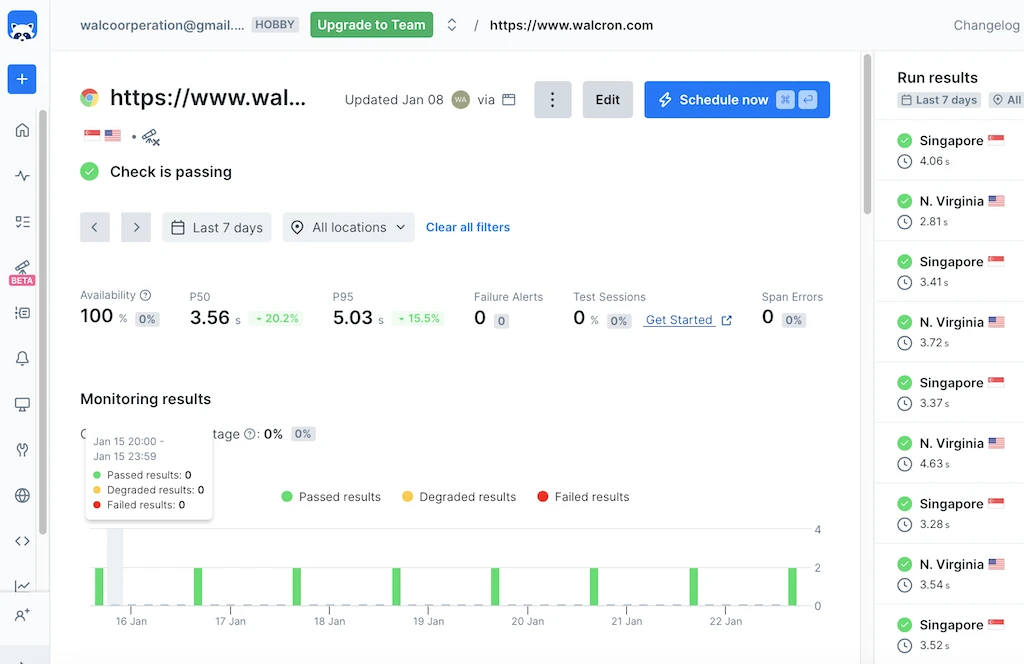 walcoorperation@gmail.... HOBBY Upgrade to Team / https://www.walcron.com Changelog
https://www.wal... Updated Jan 08 WA via Edit Schedule now
Check is passing
Last 7 days All locations Clear all filters
Availability P50 P95 Failure Alerts Test Sessions Span Errors
100 % 0% 3.56 s 20.2% 5.03 s 15.5% 0 0 0 % 0% Get Started 0 0%
Monitoring results
tage : 0% 0%
Jan 15 20:00 -
Jan 15 23:59
Passed results: 0
Degraded results: 0
Failed results: 0
Passed results Degraded results Failed results
4
2
0
16 Jan 17 Jan 18 Jan 19 Jan 20 Jan 21 Jan 22 Jan
BETA
Run results
Last 7 days All
Singapore
4.06 s
N. Virginia
2.81 s
Singapore
3.41 s
N. Virginia
3.72 s
Singapore
3.37 s
N. Virginia
4.63 s
Singapore
3.28 s
N. Virginia
3.54 s
Singapore
3.52 s